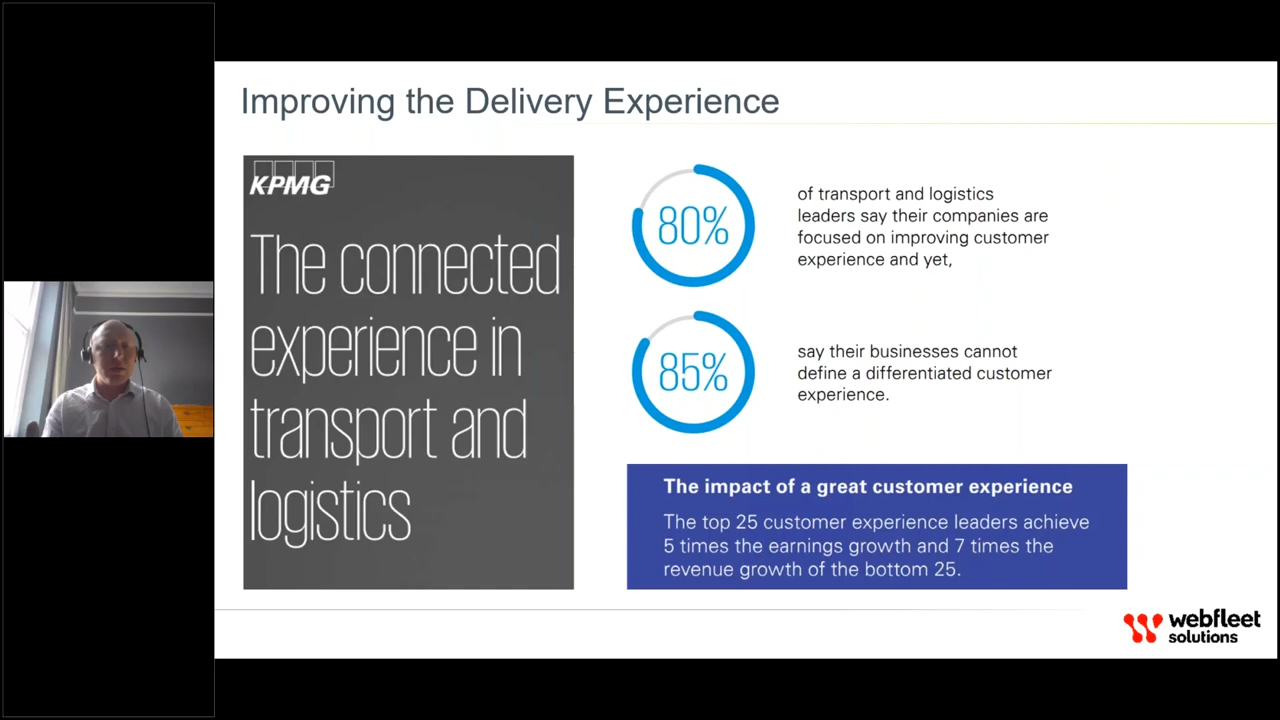 Improving the Delivery Experience
KPMG
The connected
experience in
transport and
logistics
80%
of transport and logistics
leaders say their companies are
focused on improving customer
experience and yet,
85%
say their businesses cannot
define a differentiated customer
experience.
The impact of a great customer experience
The top 25 customer experience leaders achieve
5 times the earnings growth and 7 times the
revenue growth of the bottom 25.
webfleet
solutions